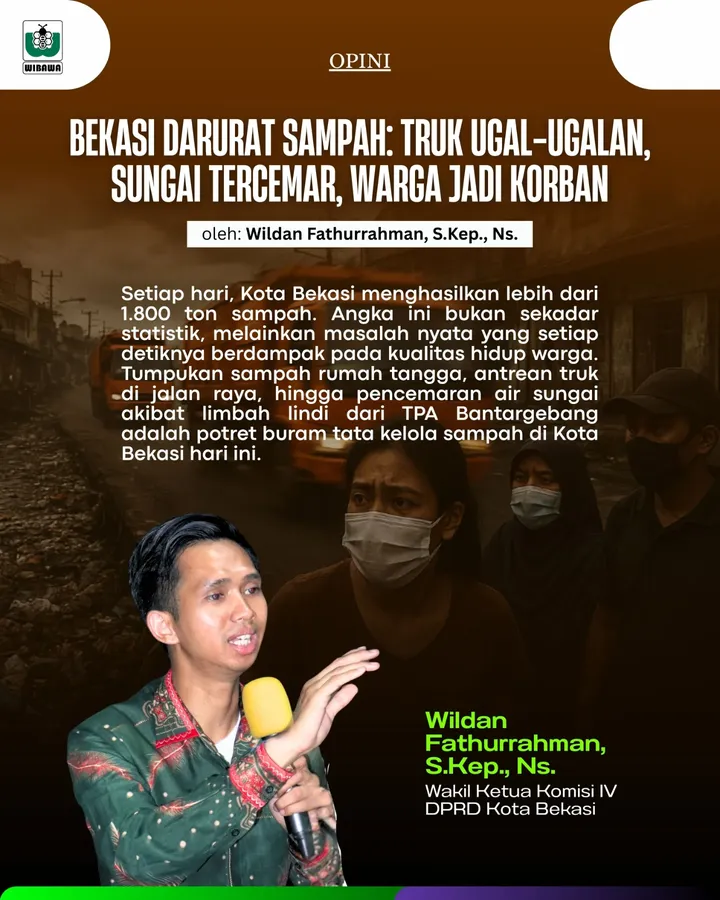 WIBAWA
OPINI
BEKASI DARURAT SAMPAH: TRUK UGAL-UGALAN,
SUNGAI TERCEMAR, WARGA JADI KORBAN
oleh: Wildan Fathurrahman, S.Kep., Ns.
Setiap hari, Kota Bekasi menghasilkan lebih dari
1.800 ton sampah. Angka ini bukan sekadar
statistik, melainkan masalah nyata yang setiap
detiknya berdampak pada kualitas hidup warga.
Tumpukan sampah rumah tangga, antrean truk
di jalan raya, hingga pencemaran air sungai
akibat limbah lindi dari TPA Bantargebang
adalah potret buram tata kelola sampah di Kota
Bekasi hari ini.
Wildan
Fathurrahman,
S.Kep., Ns.
Wakil Ketua Komisi IV
DPRD Kota Bekasi